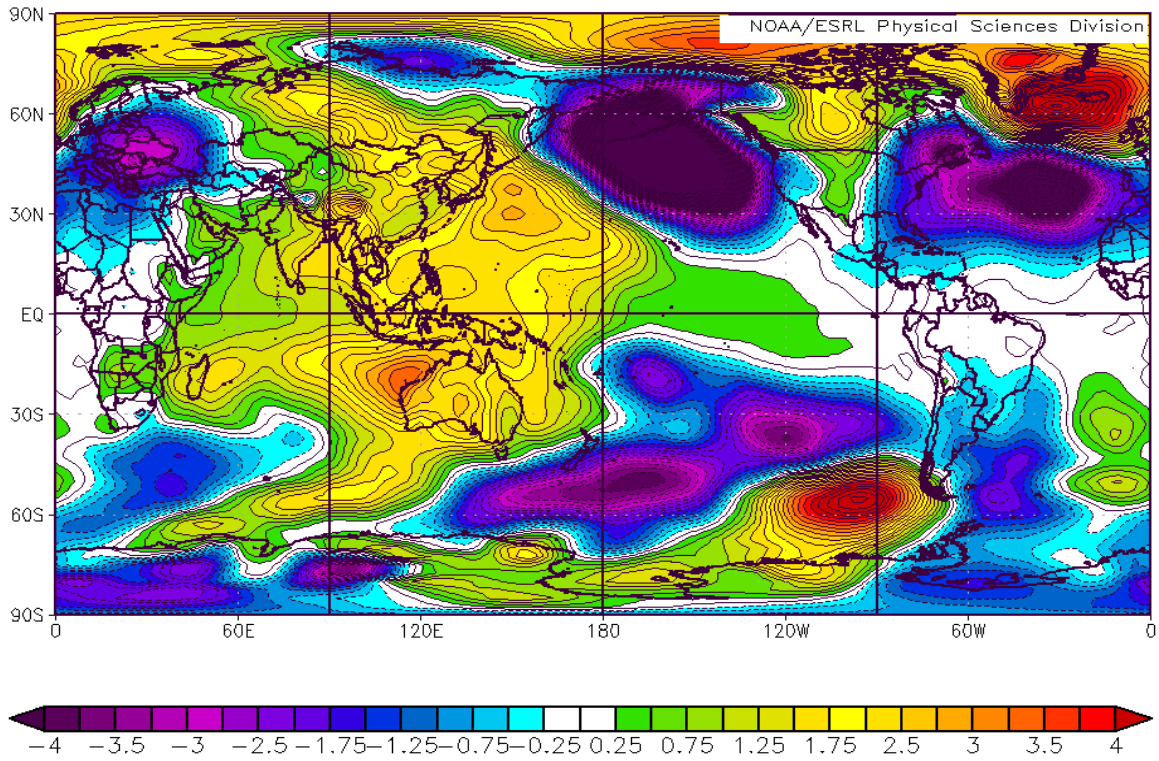 90N
NOAA/ESRL Physical Sciences Division
60N
30N
EQ
30S
60S
90S
0 60E 120E 180 120W 60W 0
−4 −3.5 −3 −2.5 −1.75 −1.25 −0.75 −0.25 0.25 0.75 1.25 1.75 2.5 3 3.5 4